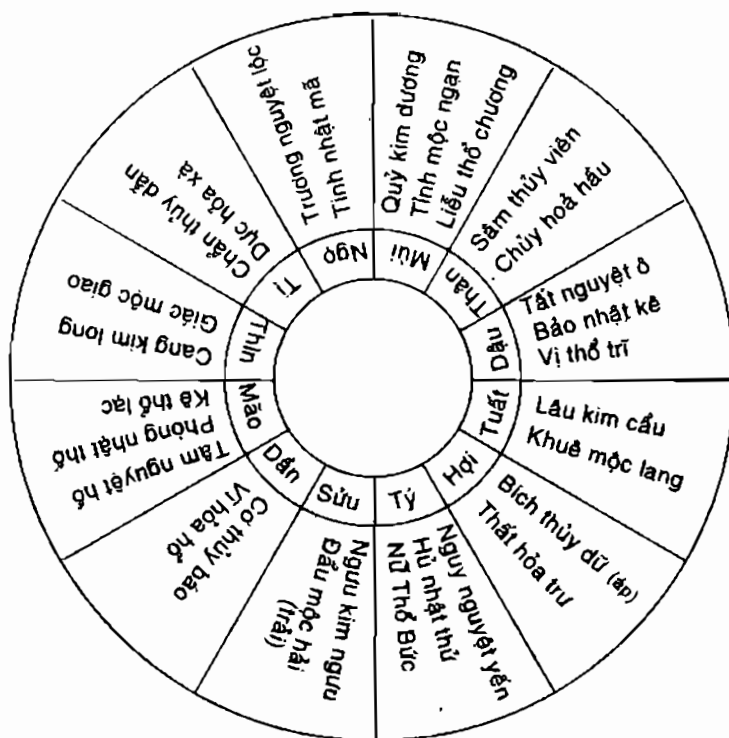 Trương nguyệt lộc
Tinh nhật mã
Quỷ kim dương
Tỉnh mộc ngạn
Liễu thổ chương
Sâm thủy viên
Chủy hoả hầu
Tất nguyệt ô
Bảo nhật kê
Vị thổ trĩ
Lâu kim cẩu
Khuê mộc lang
Bích thủy dữ (áp)
Thất hỏa trư
Nguy nguyệt yến
Hủ nhật thử
Nữ Thổ Bức
Ngưu kim ngưu
Đẩu mộc hải
(trải)
Cơ thủy báo
Vĩ hỏa hổ
Tâm nguyệt hồ
Phòng nhật thố
Kê thổ lạc
Cang kim long
Giác mộc giao
Chẩn thủy dẫn
Dực hỏa xà
Ngọ
Mùi
Thân
Dậu
Tuất
Hợi
Tý
Sửu
Dần
Mão
Thìn
Tị